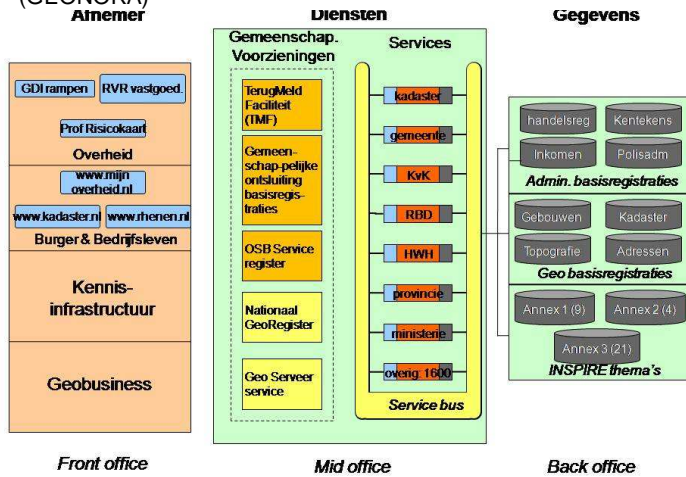 (GEONORA)
Afnemer
Diensten
Gegevens
GDI rampen
RVR vastgoed.
Prof Risicokaart
Overheid
www.mijn
overheid.nl
www.kadaster.nl
www.rhenen.nl
Burger & Bedrijfsleven
Kennis-
infrastructuur
Geobusiness
Front office
Gemeenschap.
Voorzieningen
TerugMeld
Faciliteit
(TMF)
Gemeen-
schap-pelijke
ontsluiting
basisregis-
traties
OSB Service
register
Nationaal
GeoRegister
Geo Serveer
service
Services
kadaster
gemeente
KvK
RBD
HWH
provincie
ministerie
overig: 1600
Service bus
Mid office
handelsreg
Kentekens
Inkomen
Polisadm
Admin. basisregistraties
Gebouwen
Kadaster
Topografie
Adressen
Geo basisregistraties
Annex 1 (9)
Annex 2 (4)
Annex 3 (21)
INSPIRE thema's
Back office